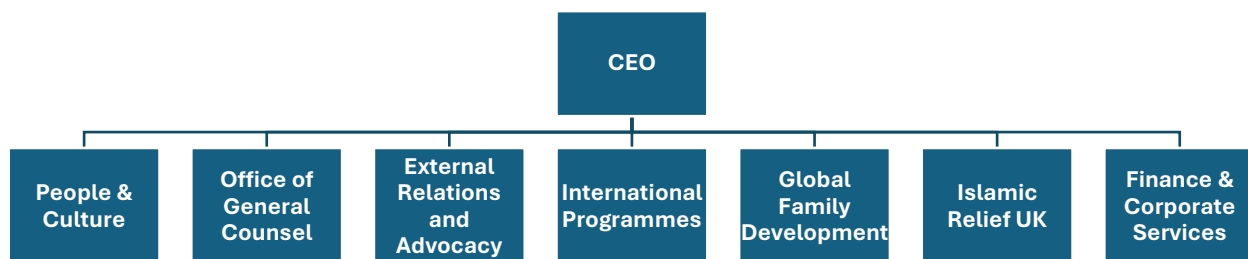 CEO
People &
Culture
Office of
General
Counsel
External
Relations
and
Advocacy
International
Programmes
Global
Family
Development
Islamic
Relief UK
Finance &
Corporate
Services